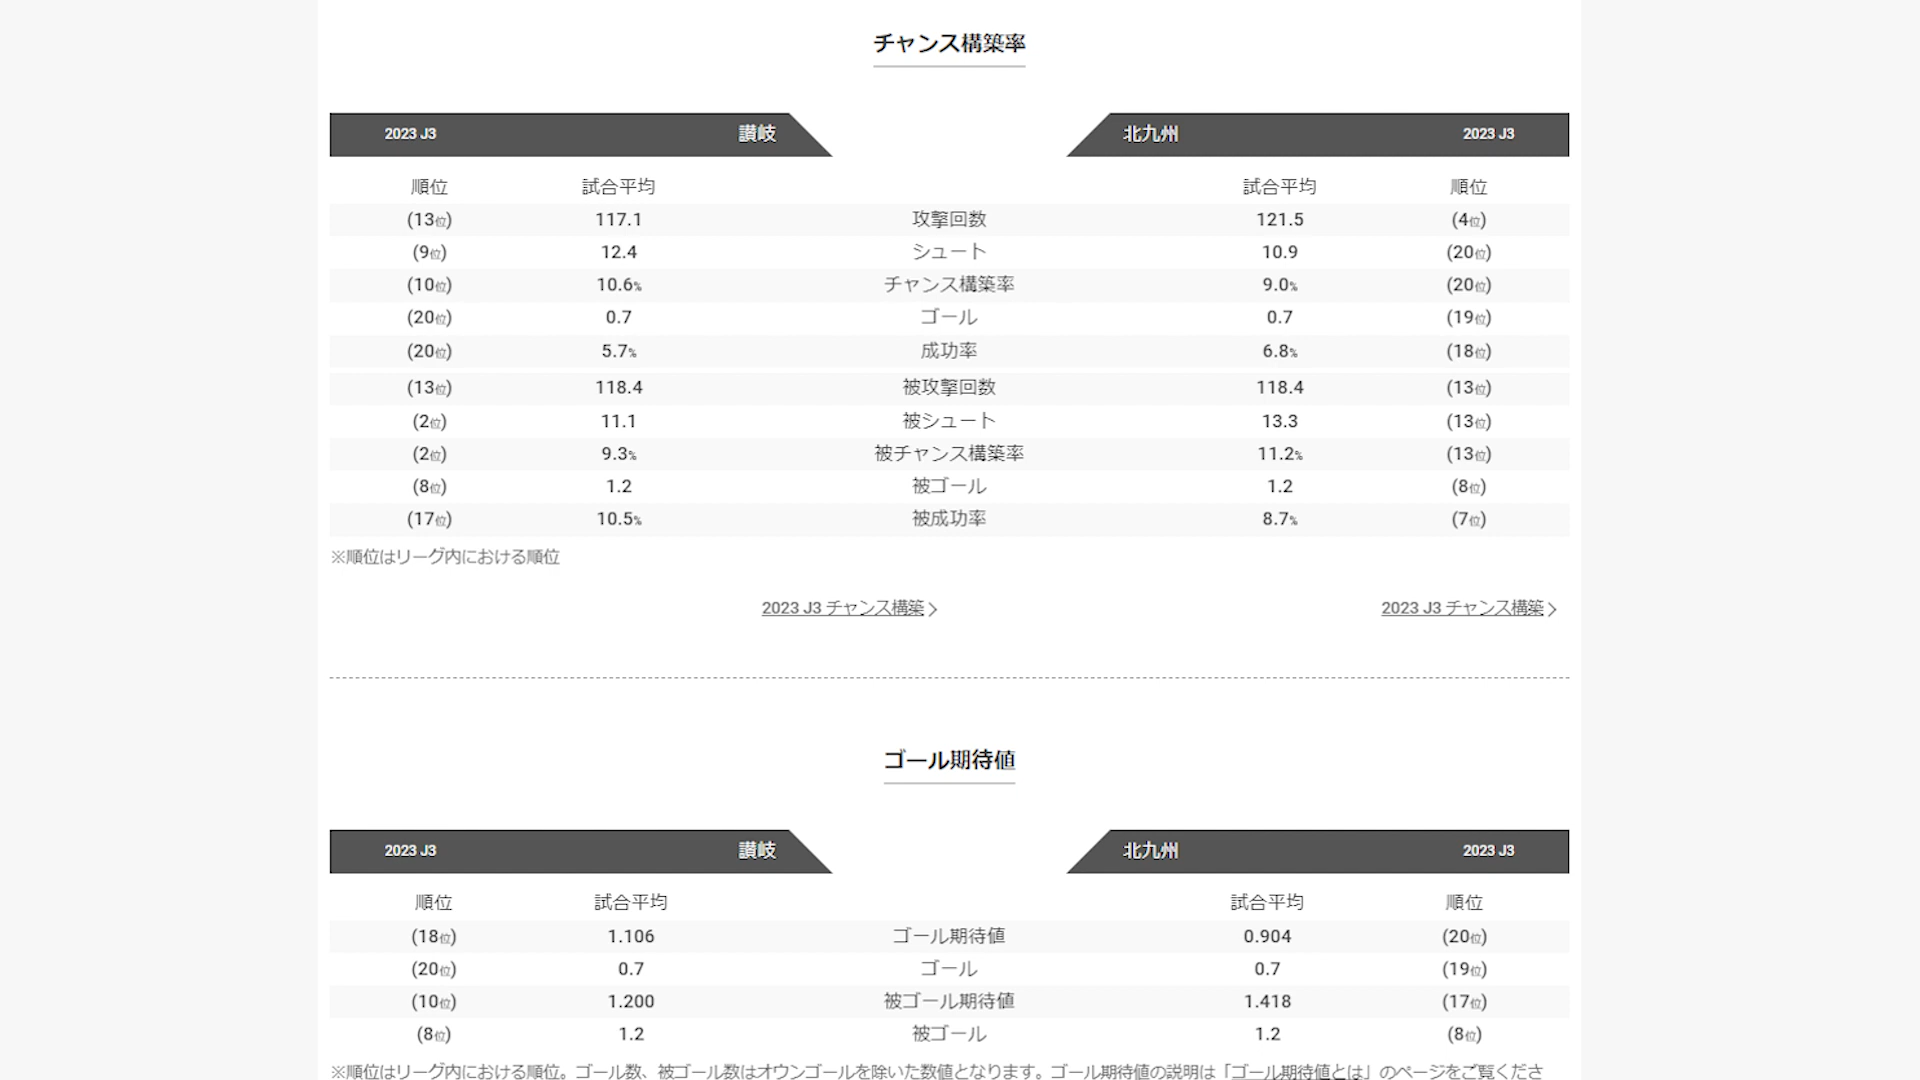 チャンス構築率
2023 J3 讃岐 北九州 2023 J3
順位 試合平均 試合平均 順位
(13位) 117.1 攻撃回数 121.5 (4位)
(9位) 12.4 シュート 10.9 (20位)
(10位) 10.6% チャンス構築率 9.0% (20位)
(20位) 0.7 ゴール 0.7 (19位)
(20位) 5.7% 成功率 6.8% (18位)
(13位) 118.4 被攻撃回数 118.4 (13位)
(2位) 11.1 被シュート 13.3 (13位)
(2位) 9.3% 被チャンス構築率 11.2% (13位)
(8位) 1.2 被ゴール 1.2 (8位)
(17位) 10.5% 被成功率 8.7% (7位)
※順位はリーグ内における順位
2023 J3 チャンス構築 2023 J3 チャンス構築
ゴール期待値
2023 J3 讃岐 北九州 2023 J3
順位 試合平均 試合平均 順位
(18位) 1.106 ゴール期待値 0.904 (20位)
(20位) 0.7 ゴール 0.7 (19位)
(10位) 1.200 被ゴール期待値 1.418 (17位)
(8位) 1.2 被ゴール 1.2 (8位)
※順位はリーグ内における順位。ゴール数、被ゴール数はオウンゴールを除いた数値となります。ゴール期待値の説明は「ゴール期待値とは」のページをご覧くださ